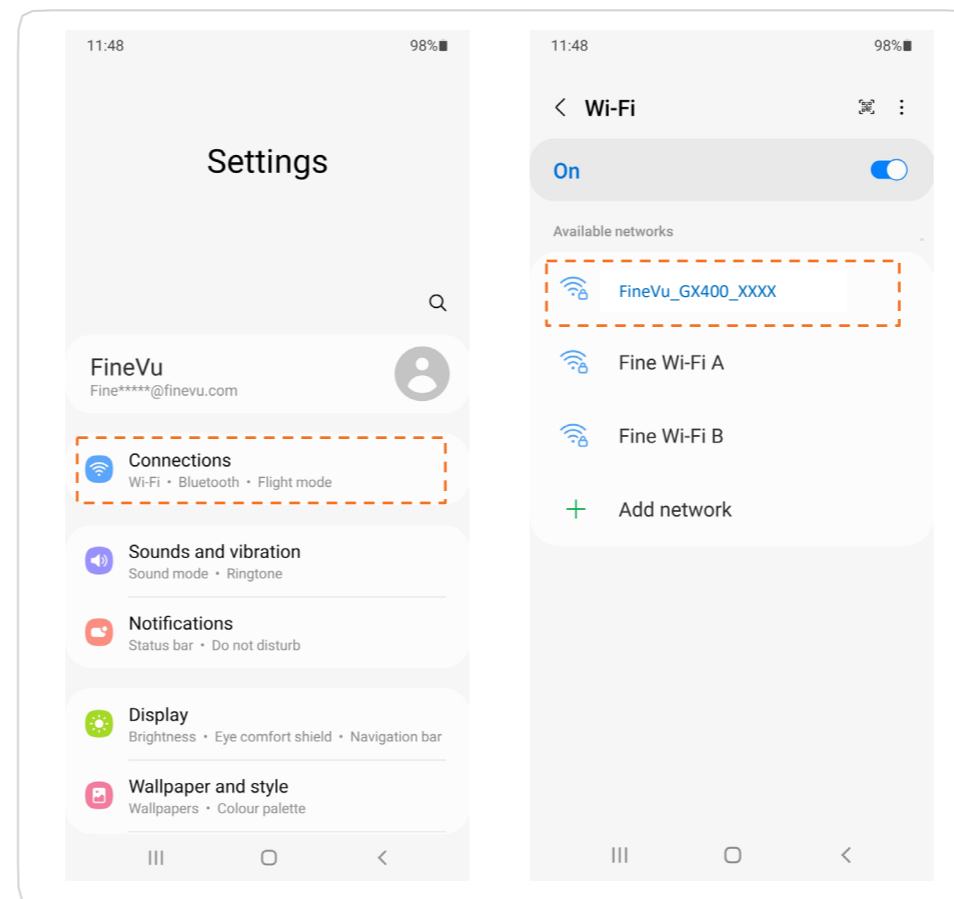 11:48 98%
Settings
FineVu
Fine*****@finevu.com
Connections
Wi-Fi • Bluetooth • Flight mode
Sounds and vibration
Sound mode • Ringtone
Notifications
Status bar • Do not disturb
Display
Brightness • Eye comfort shield • Navigation bar
Wallpaper and style
Wallpapers • Colour palette
11:48 98%
Wi-Fi
On
Available networks
FineVu_GX400_XXXX
Fine Wi-Fi A
Fine Wi-Fi B
Add network